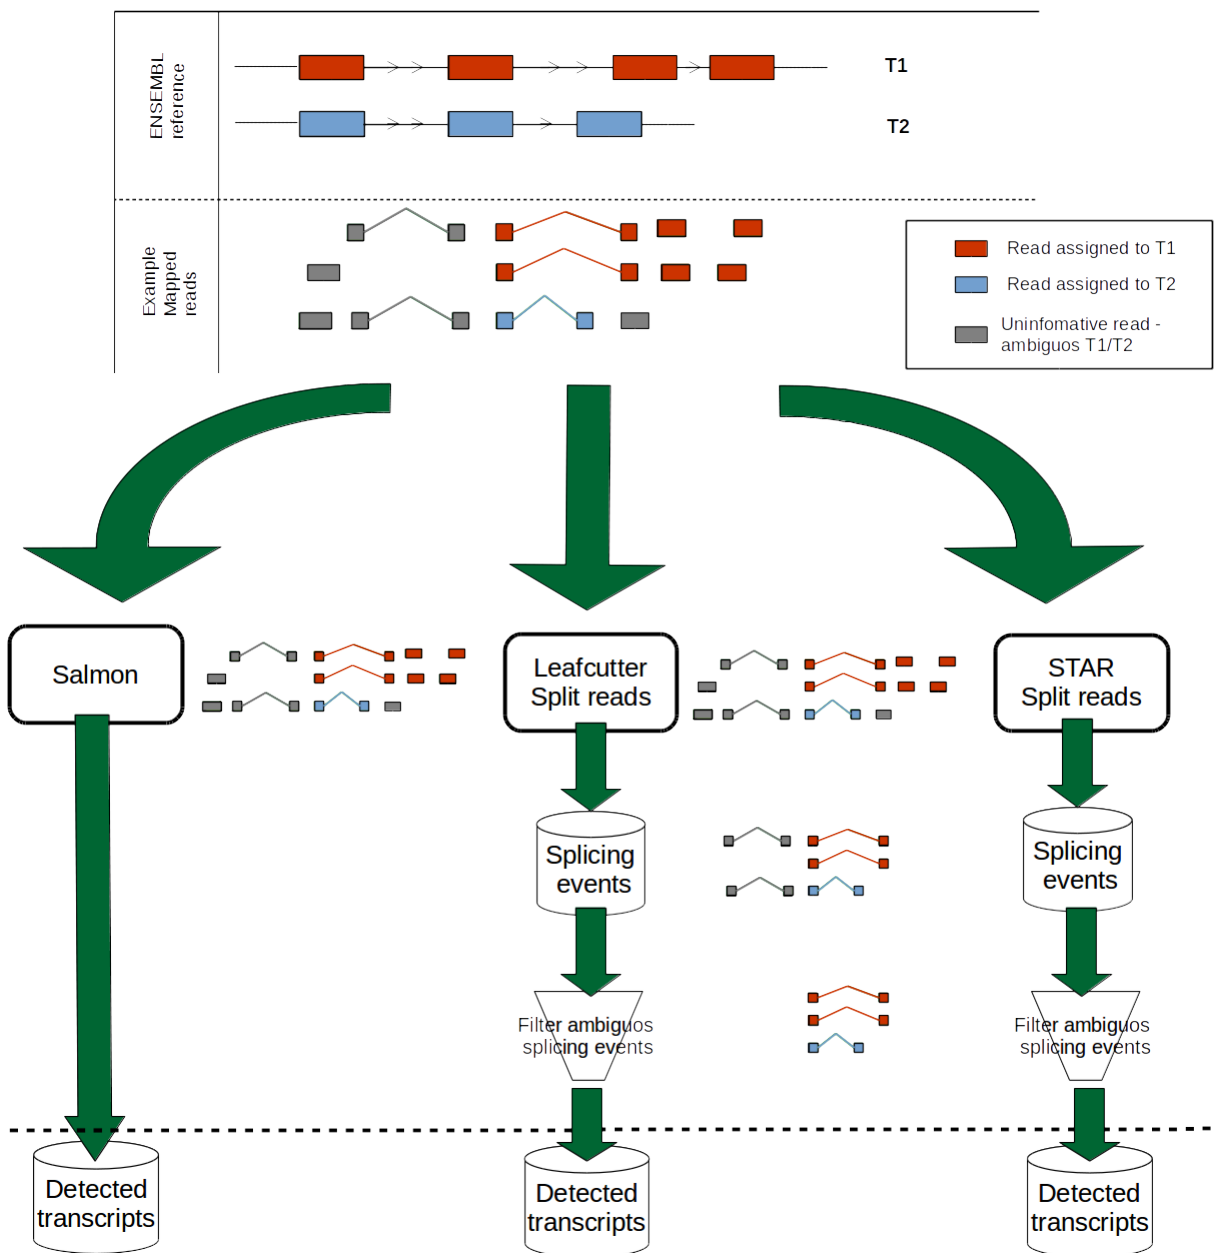 ENSEMBL
reference
T1
T2
Example
Mapped
reads
Read assigned to T1
Read assigned to T2
Uninfomative read -
ambiguos T1/T2
Salmon
Leafcutter
Split reads
STAR
Split reads
Splicing
events
Splicing
events
Filter ambiguos
splicing events
Filter ambiguos
splicing events
Detected
transcripts
Detected
transcripts
Detected
transcripts